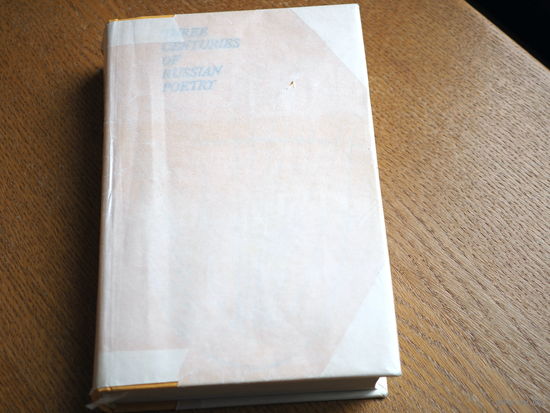 THREE
CENTURIES
OF
RUSSIAN
POETRY